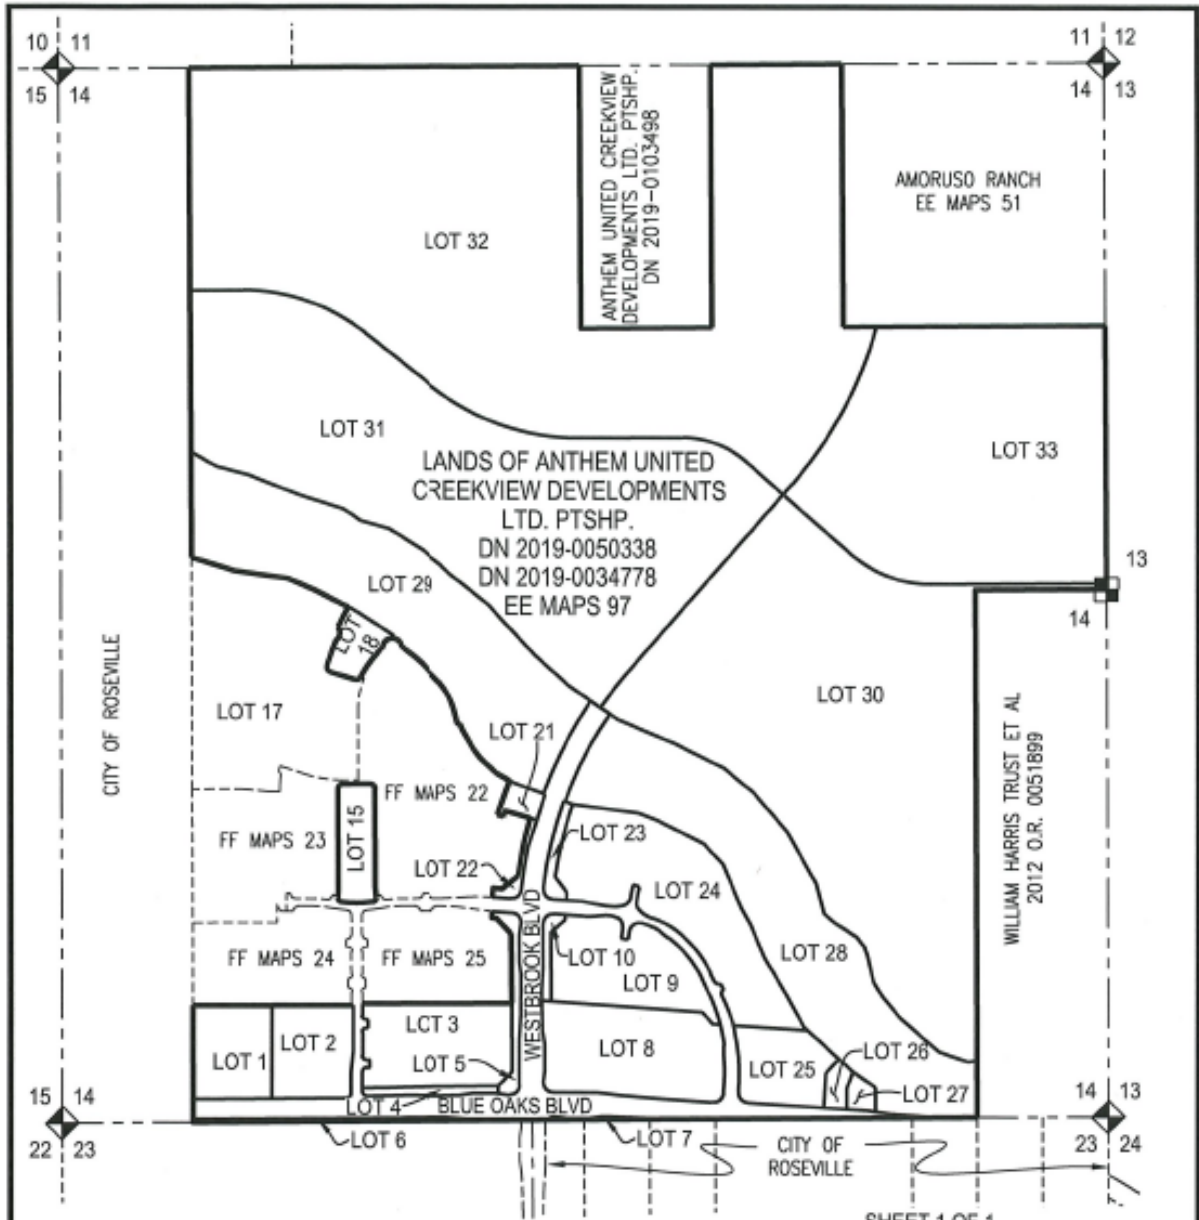 10 11
15 14
11 12
14 13
ANTHEM UNITED CREEKVIEW
DEVELOPMENTS LTD. PTSHP.
DN 2019-0103498
AMORUSO RANCH
EE MAPS 51
LOT 32
LOT 31
LOT 33
LANDS OF ANTHEM UNITED
CREEKVIEW DEVELOPMENTS
LTD. PTSHP.
DN 2019-0050338
DN 2019-0034778
EE MAPS 97
13
14
LOT 29
LOT
18
CITY OF ROSEVILLE
LOT 17
LOT 30
WILLIAM HARRIS TRUST ET AL
2012 O.R. 0051899
LOT 21
FF MAPS 22
LOT 15
FF MAPS 23
LOT 23
LOT 22
LOT 24
WESTBROOK BLVD
FF MAPS 24
FF MAPS 25
LOT 10
LOT 9
LOT 28
LOT 1
LOT 2
LCT 3
LOT 5
LOT 8
LOT 25
LOT 26
LOT 27
LOT 4
BLUE OAKS BLVD
15 14
22 23
14 13
23 24
LOT 6
LOT 7
CITY OF
ROSEVILLE
SHEET 1 OF 1